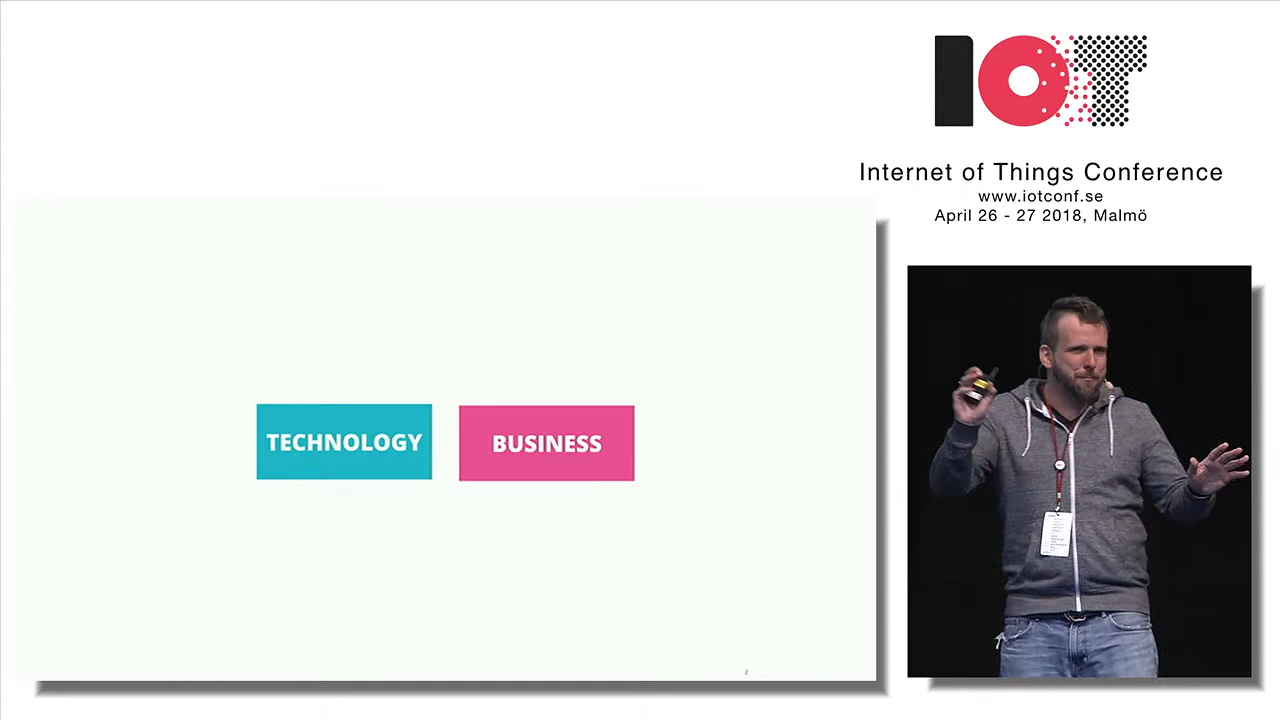 IOT
Internet of Things Conference
www.iotconf.se
April 26 - 27 2018, Malmö
TECHNOLOGY
BUSINESS